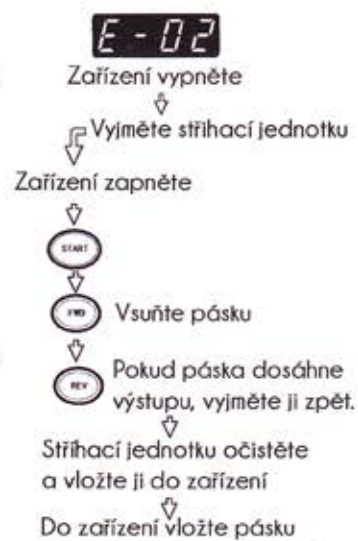 E-02
Zařízení vypněte
Vyjměte střihací jednotku
Zařízení zapněte
START
FWD
Vsuňte pásku
REV
Pokud páska dosáhne
výstupu, vyjměte ji zpět.
Stříhací jednotku očistěte
a vložte ji do zařízení
Do zařízení vložte pásku